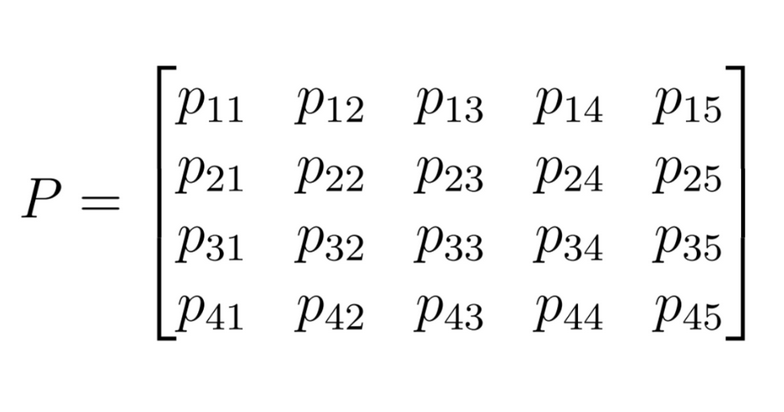 P = [ p₁₁ p₁₂ p₁₃ p₁₄ p₁₅
p₂₁ p₂₂ p₂₃ p₂₄ p₂₅
p₃₁ p₃₂ p₃₃ p₃₄ p₃₅
p₄₁ p₄₂ p₄₃ p₄₄ p₄₅ ]